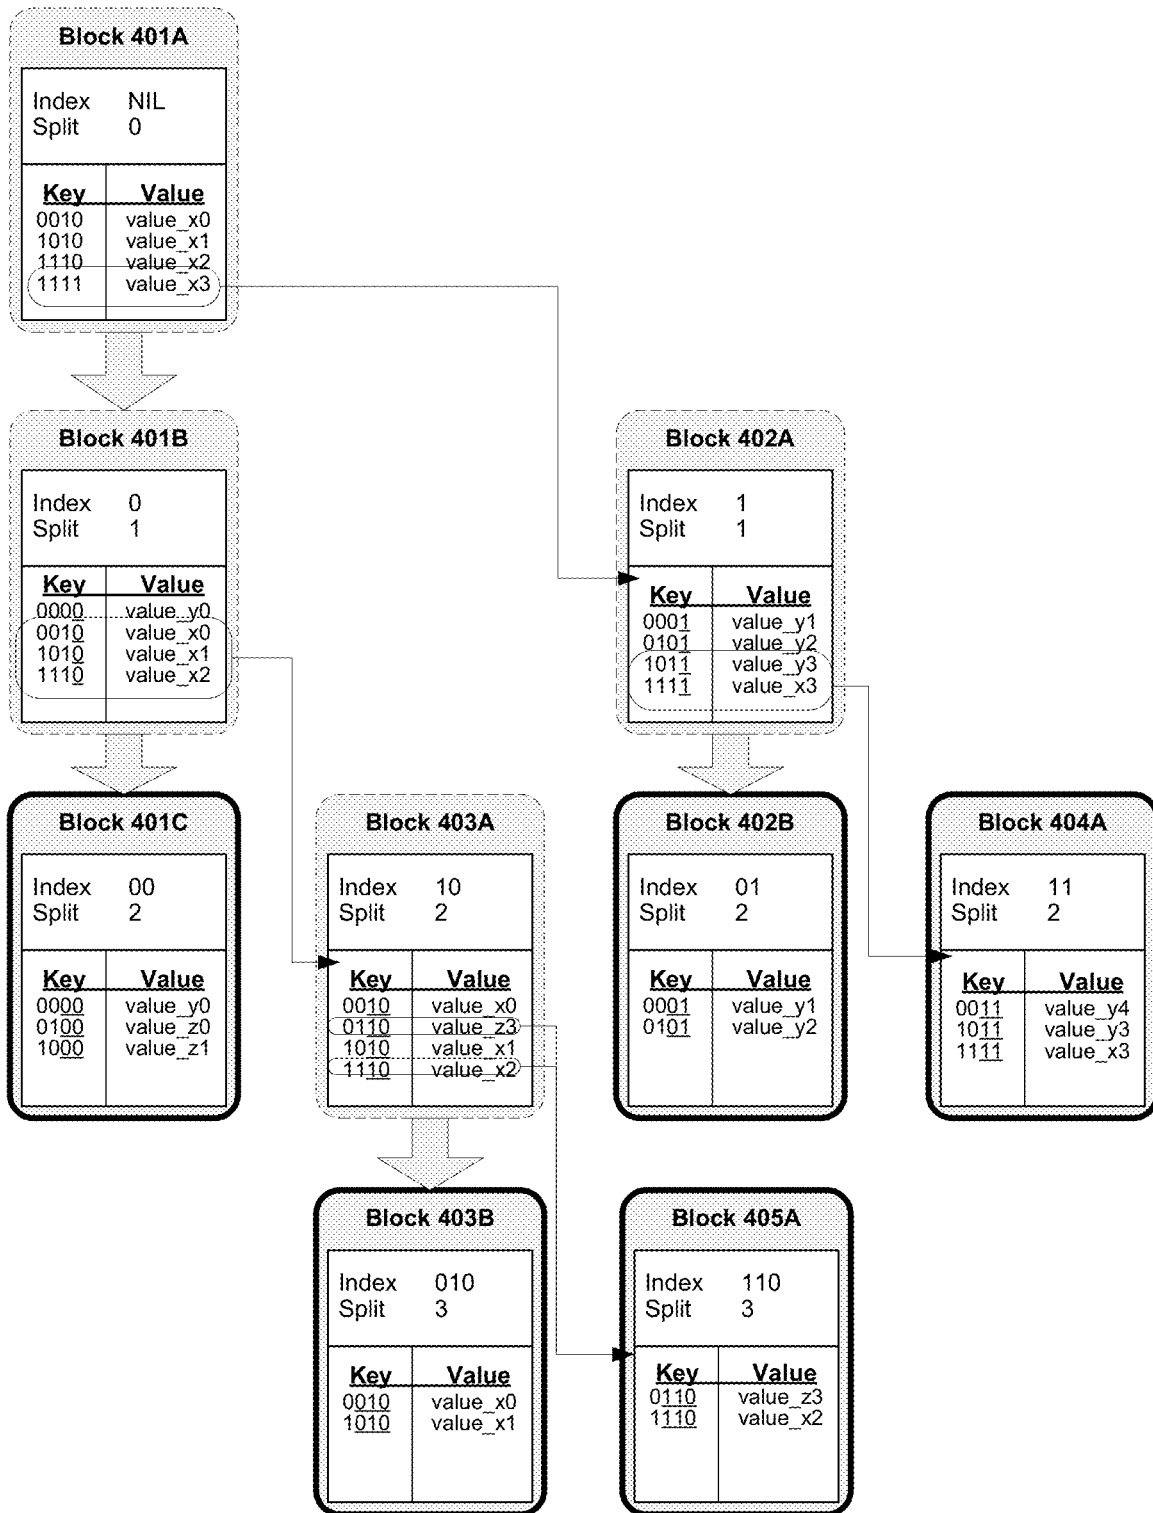 Block 401A
Index NIL
Split 0
Key Value
0010 value_x0
1010 value_x1
1110 value_x2
1111 value_x3
Block 401B
Index 0
Split 1
Key Value
0000 value_y0
0010 value_x0
1010 value_x1
1110 value_x2
Block 402A
Index 1
Split 1
Key Value
0001 value_y1
0101 value_y2
1011 value_y3
1111 value_x3
Block 401C
Index 00
Split 2
Key Value
0000 value_y0
0100 value_z0
1000 value_z1
Block 403A
Index 10
Split 2
Key Value
0010 value_x0
0110 value_z3
1010 value_x1
1110 value_x2
Block 402B
Index 01
Split 2
Key Value
0001 value_y1
0101 value_y2
Block 404A
Index 11
Split 2
Key Value
0011 value_y4
1011 value_y3
1111 value_x3
Block 403B
Index 010
Split 3
Key Value
0010 value_x0
1010 value_x1
Block 405A
Index 110
Split 3
Key Value
0110 value_z3
1110 value_x2